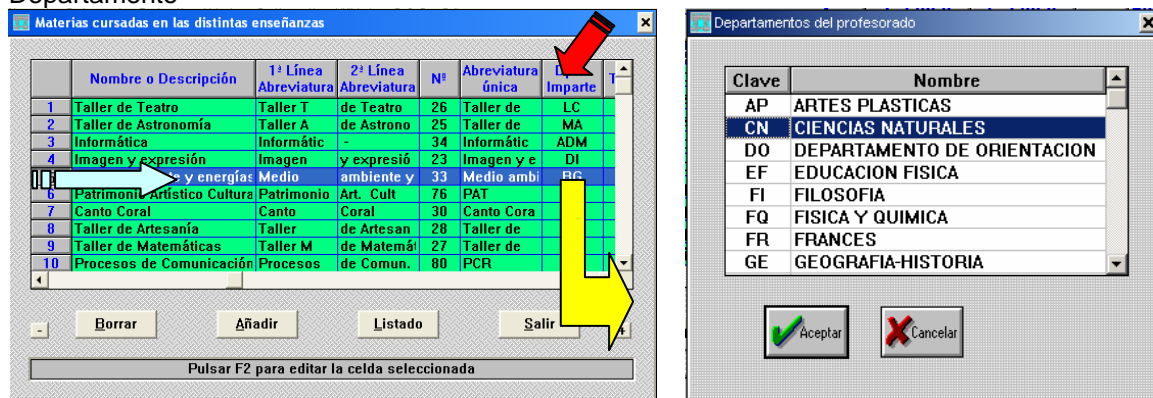 Departamento
Materias cursadas en las distintas enseñanzas
Nombre o Descripción 1ª Línea Abreviatura 2ª Línea Abreviatura Nº Abreviatura única Imparte
1 Taller de Teatro Taller T de Teatro 26 Taller de LC
2 Taller de Astronomía Taller A de Astrono 25 Taller de MA
3 Informática Informátic - 34 Informátic ADM
4 Imagen y expresión Imagen y expresió 23 Imagen y e DI
y energías Medio ambiente y 33 Medio ambi BG
6 Patrimonio Artístico Cultura Patrimonio Art. Cult 76 PAT
7 Canto Coral Canto Coral 30 Canto Cora
8 Taller de Artesanía Taller de Artesan 28 Taller de
9 Taller de Matemáticas Taller M de Matemát 27 Taller de
10 Procesos de Comunicación Procesos de Comun. 80 PCR
- Borrar Añadir Listado Salir +
Pulsar F2 para editar la celda seleccionada
Departamentos del profesorado
Clave Nombre
AP ARTES PLASTICAS
CN CIENCIAS NATURALES
DO DEPARTAMENTO DE ORIENTACION
EF EDUCACION FISICA
FI FILOSOFIA
FQ FISICA Y QUIMICA
FR FRANCES
GE GEOGRAFIA-HISTORIA
Aceptar Cancelar